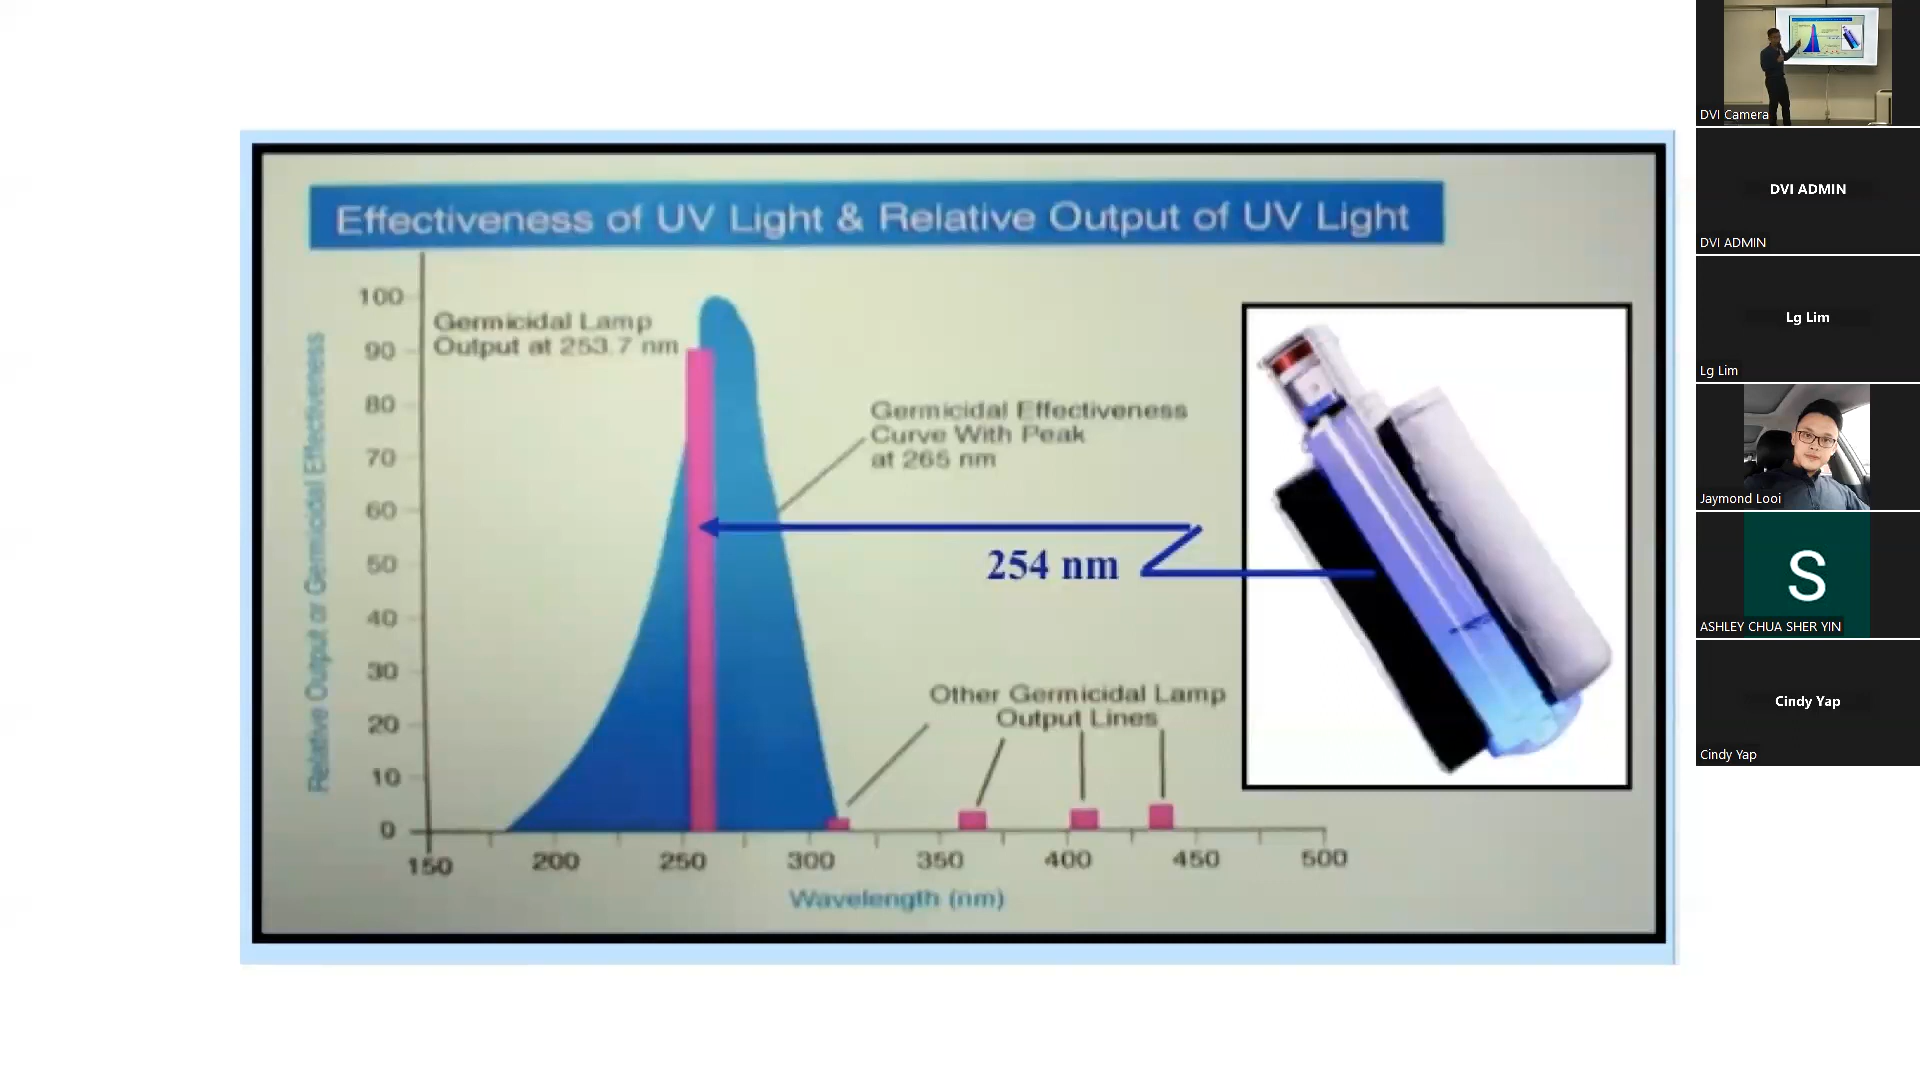 Effectiveness of UV Light & Relative Output of UV Light
Relative Output or Germicidal Effectiveness
100
90
80
70
60
50
40
30
20
10
0
Germicidal Lamp
Output at 253.7 nm
Germicidal Effectiveness
Curve With Peak
at 265 nm
254 nm
Other Germicidal Lamp
Output Lines
150 200 250 300 350 400 450 500
Wavelength (nm)
DVI Camera
DVI ADMIN
DVI ADMIN
Lg Lim
Lg Lim
Jaymond Looi
S
ASHLEY CHUA SHER YIN
Cindy Yap
Cindy Yap